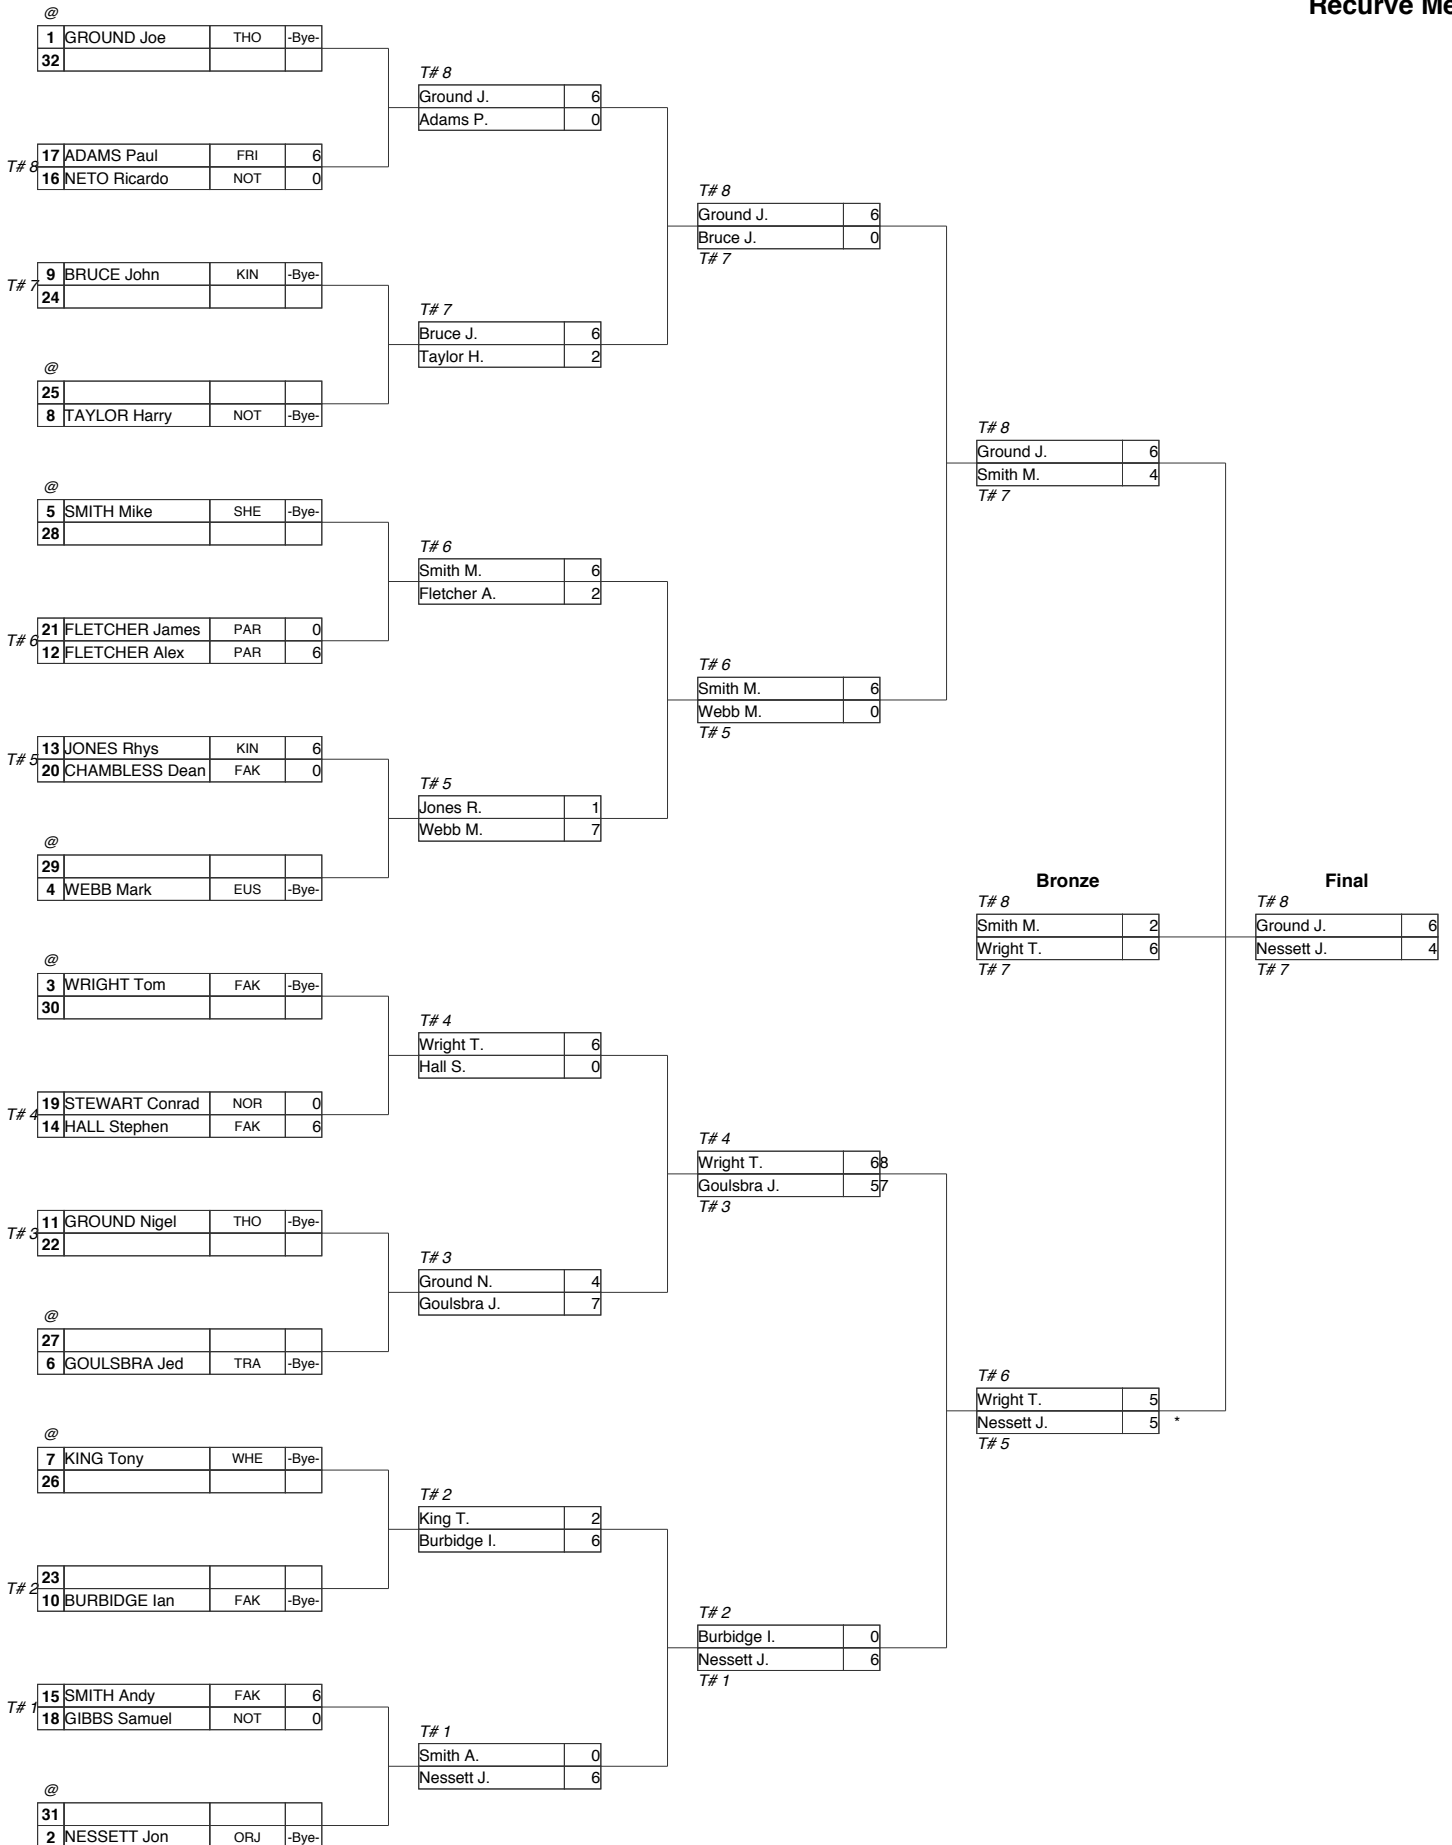 Recurve Me
@
1 GROUND Joe THO -Bye-
32
T# 8
17 ADAMS Paul FRI 6
16 NETO Ricardo NOT 0
T# 7
9 BRUCE John KIN -Bye-
24
@
25
8 TAYLOR Harry NOT -Bye-
@
5 SMITH Mike SHE -Bye-
28
T# 6
21 FLETCHER James PAR 0
12 FLETCHER Alex PAR 6
T# 5
13 JONES Rhys KIN 6
20 CHAMBLESS Dean FAK 0
@
29
4 WEBB Mark EUS -Bye-
@
3 WRIGHT Tom FAK -Bye-
30
T# 4
19 STEWART Conrad NOR 0
14 HALL Stephen FAK 6
T# 3
11 GROUND Nigel THO -Bye-
22
@
27
6 GOULSBRA Jed TRA -Bye-
@
7 KING Tony WHE -Bye-
26
T# 2
23
10 BURBIDGE Ian FAK -Bye-
T# 1
15 SMITH Andy FAK 6
18 GIBBS Samuel NOT 0
@
31
2 NESSETT Jon ORJ -Bye-
T# 8
Ground J. 6
Adams P. 0
T# 7
Bruce J. 6
Taylor H. 2
T# 6
Smith M. 6
Fletcher A. 2
T# 5
Jones R. 1
Webb M. 7
T# 4
Wright T. 6
Hall S. 0
T# 3
Ground N. 4
Goulsbra J. 7
T# 2
King T. 2
Burbidge I. 6
T# 1
Smith A. 0
Nessett J. 6
T# 8
Ground J. 6
Bruce J. 0
T# 7
T# 6
Smith M. 6
Webb M. 0
T# 5
T# 4
Wright T. 68
Goulsbra J. 57
T# 3
T# 2
Burbidge I. 0
Nessett J. 6
T# 1
T# 8
Ground J. 6
Smith M. 4
T# 7
T# 6
Wright T. 5
Nessett J. 5 *
T# 5
Bronze
T# 8
Smith M. 2
Wright T. 6
T# 7
Final
T# 8
Ground J. 6
Nessett J. 4
T# 7